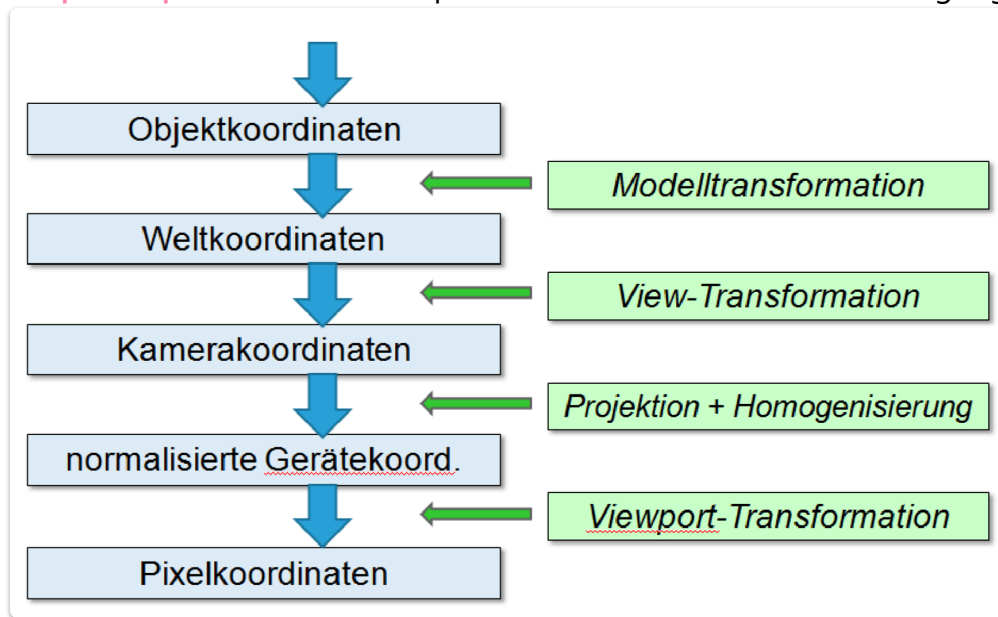 Objektkoordinaten
Modelltransformation
Weltkoordinaten
View-Transformation
Kamerakoordinaten
Projektion + Homogenisierung
normalisierte Gerätekoord.
Viewport-Transformation
Pixelkoordinaten